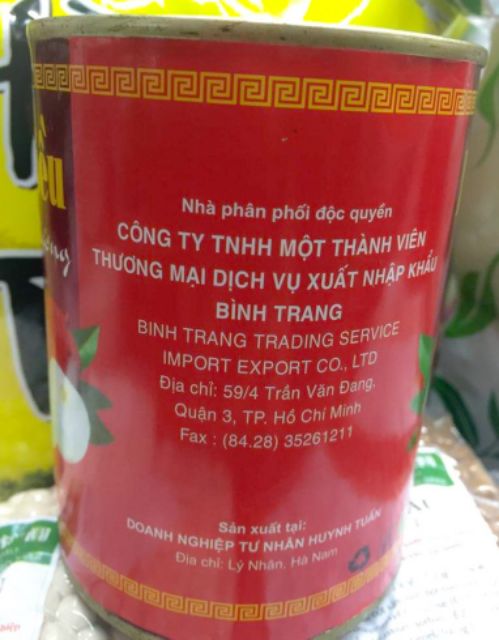 Nhà phân phối độc quyền
CÔNG TY TNHH MỘT THÀNH VIÊN
THƯƠNG MẠI DỊCH VỤ XUẤT NHẬP KHẨU
BÌNH TRANG
BINH TRANG TRADING SERVICE
IMPORT EXPORT CO., LTD
Địa chỉ: 59/4 Trần Văn Đang,
Quận 3, TP. Hồ Chí Minh
Fax : (84.28) 35261211
Sản xuất tại:
DOANH NGHIỆP TƯ NHÂN HUYNH TUẤN
Địa chỉ: Lý Nhân, Hà Nam